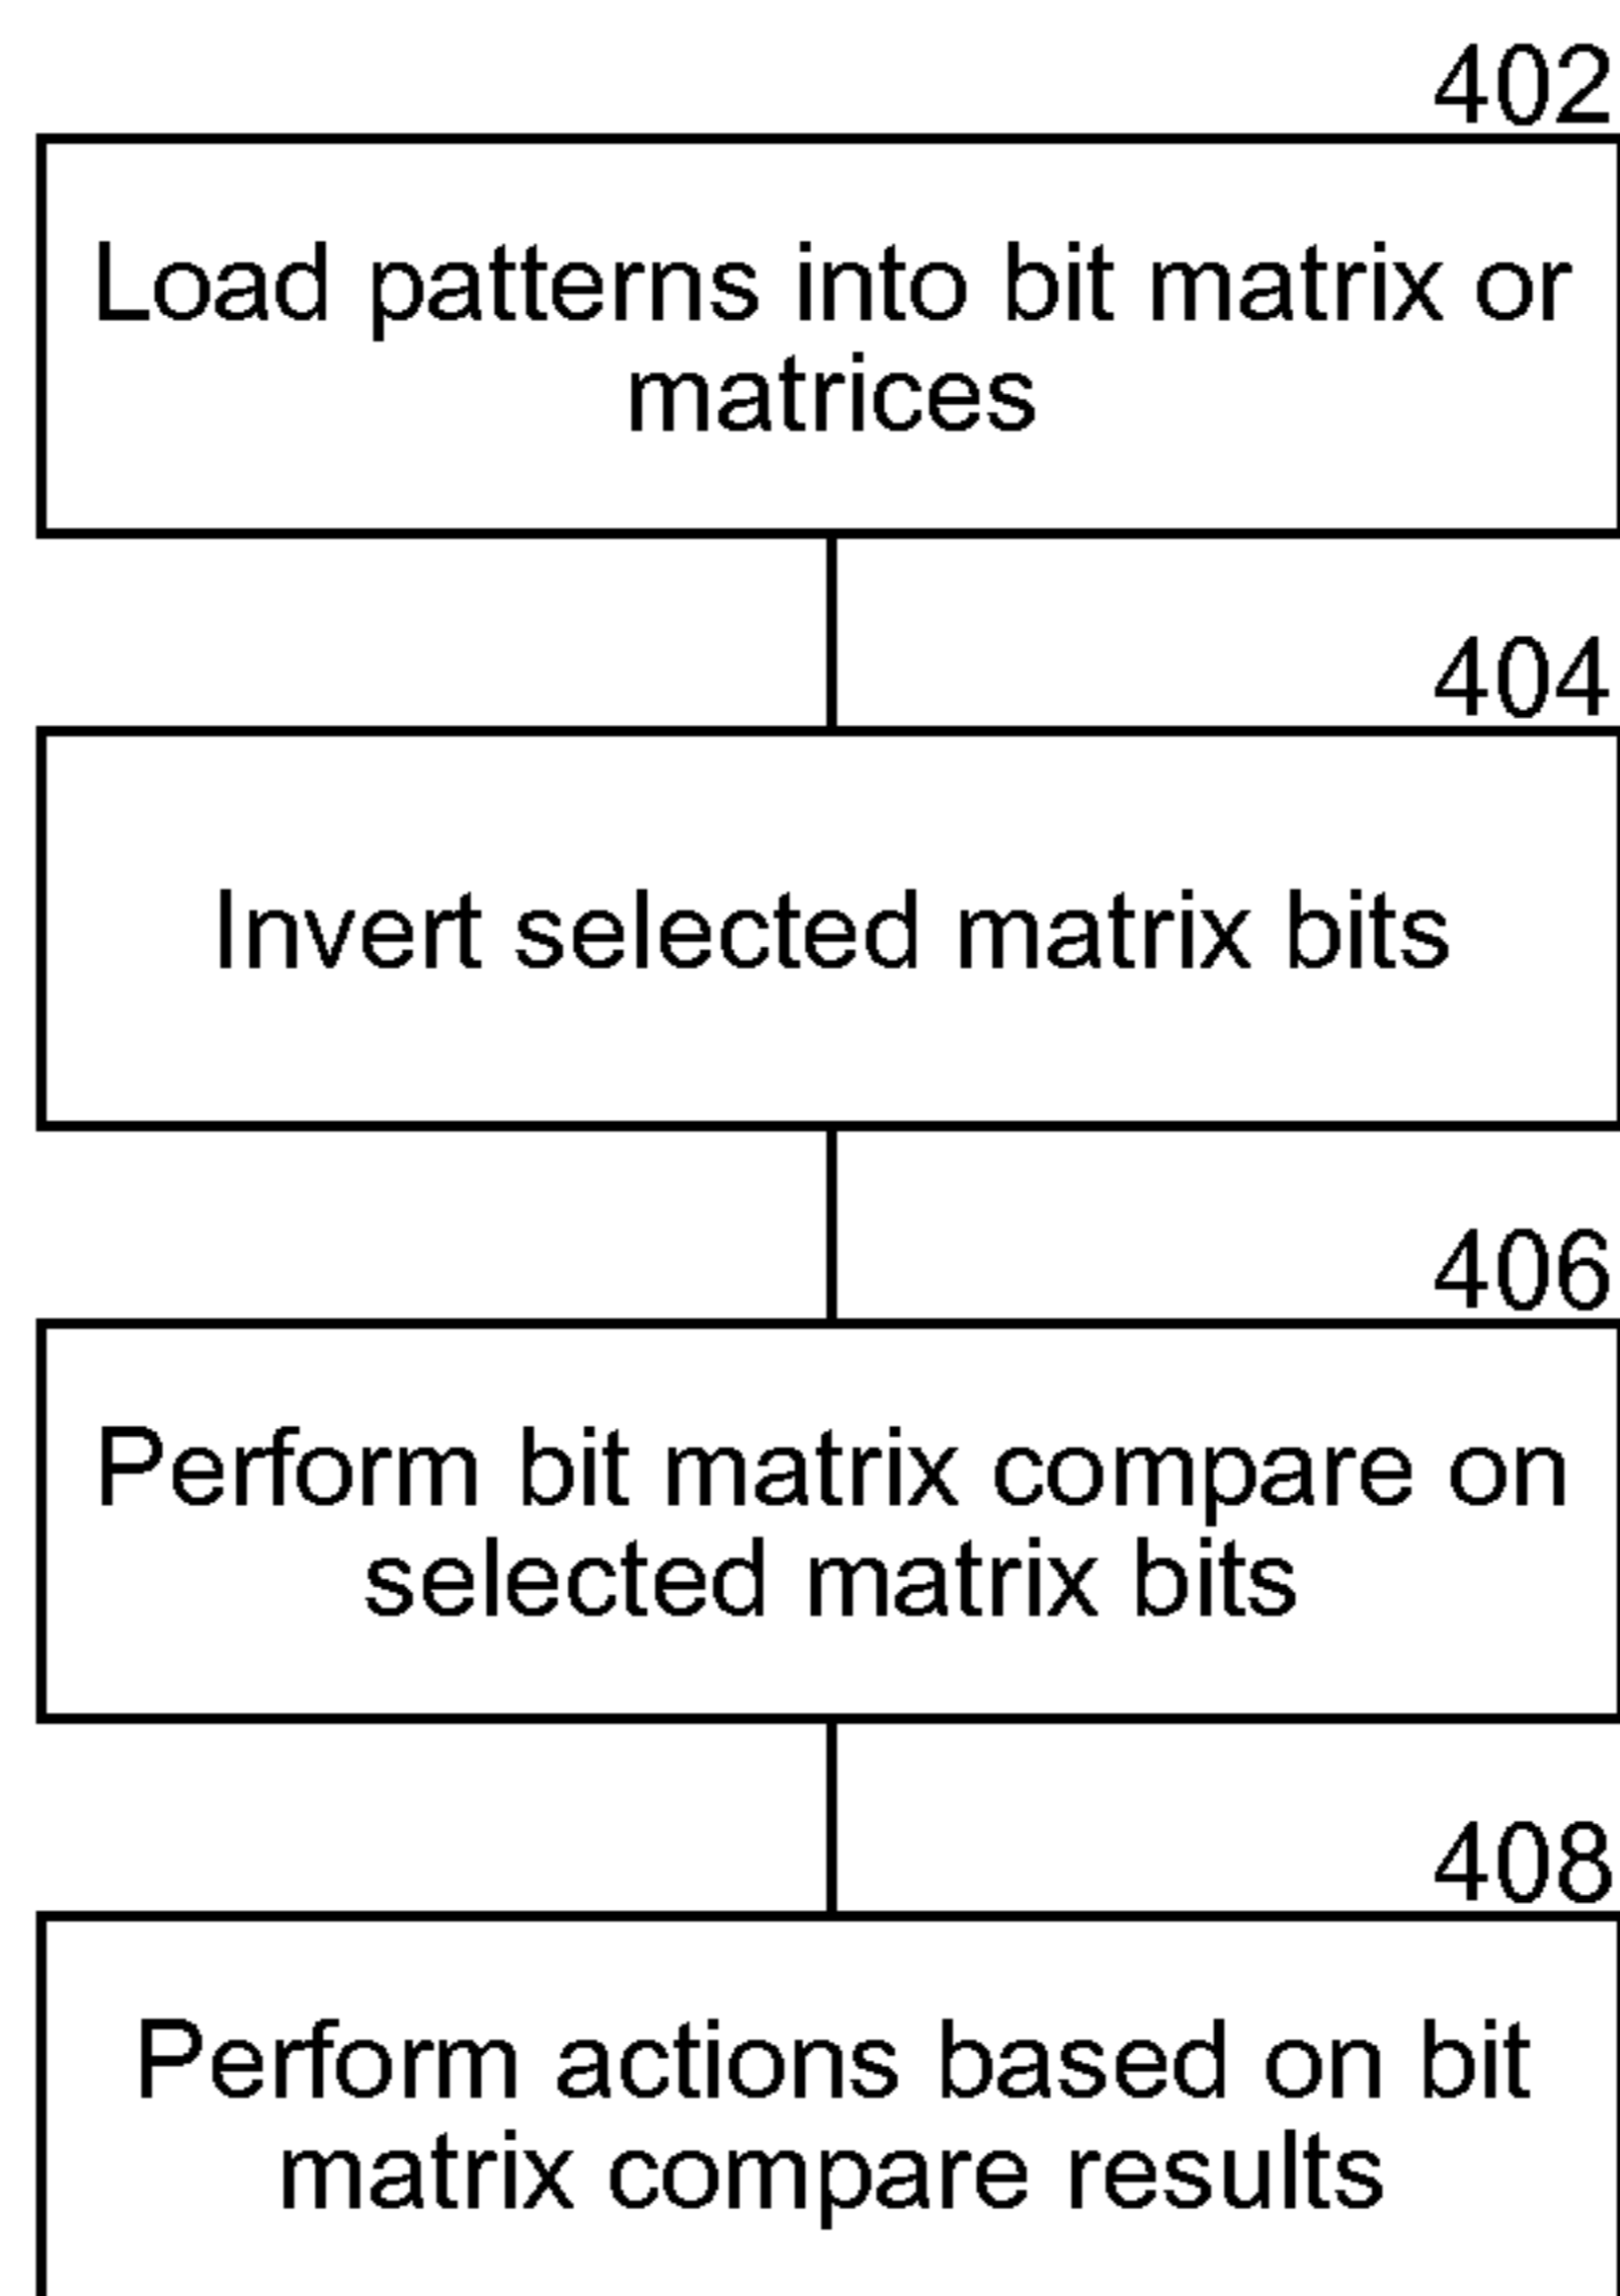 402
Load patterns into bit matrix or
matrices
404
Invert selected matrix bits
406
Perform bit matrix compare on
selected matrix bits
408
Perform actions based on bit
matrix compare results